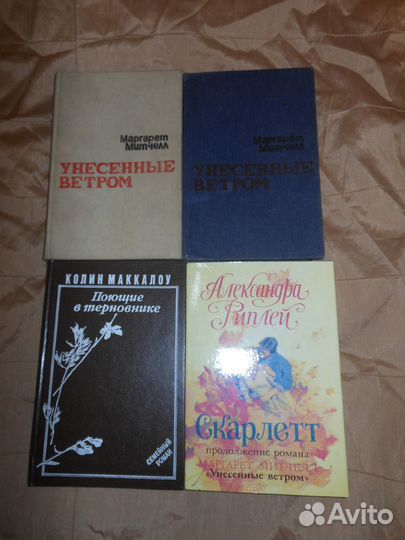 Маргарет
Митчелл
УНЕСЕННЫЕ
ВЕТРОМ
Маргарет
Митчелл
УНЕСЕННЫЕ
ВЕТРОМ
КОЛИН МАККАЛОУ
Поющие
в терновнике
СЕМЕЙНЫЙ
РОМАН
Александра
Риплей
Скарлетт
продолжение романа
МАРГАРЕТ МИТЧЕЛЛ
«Унесенные ветром»
Avito